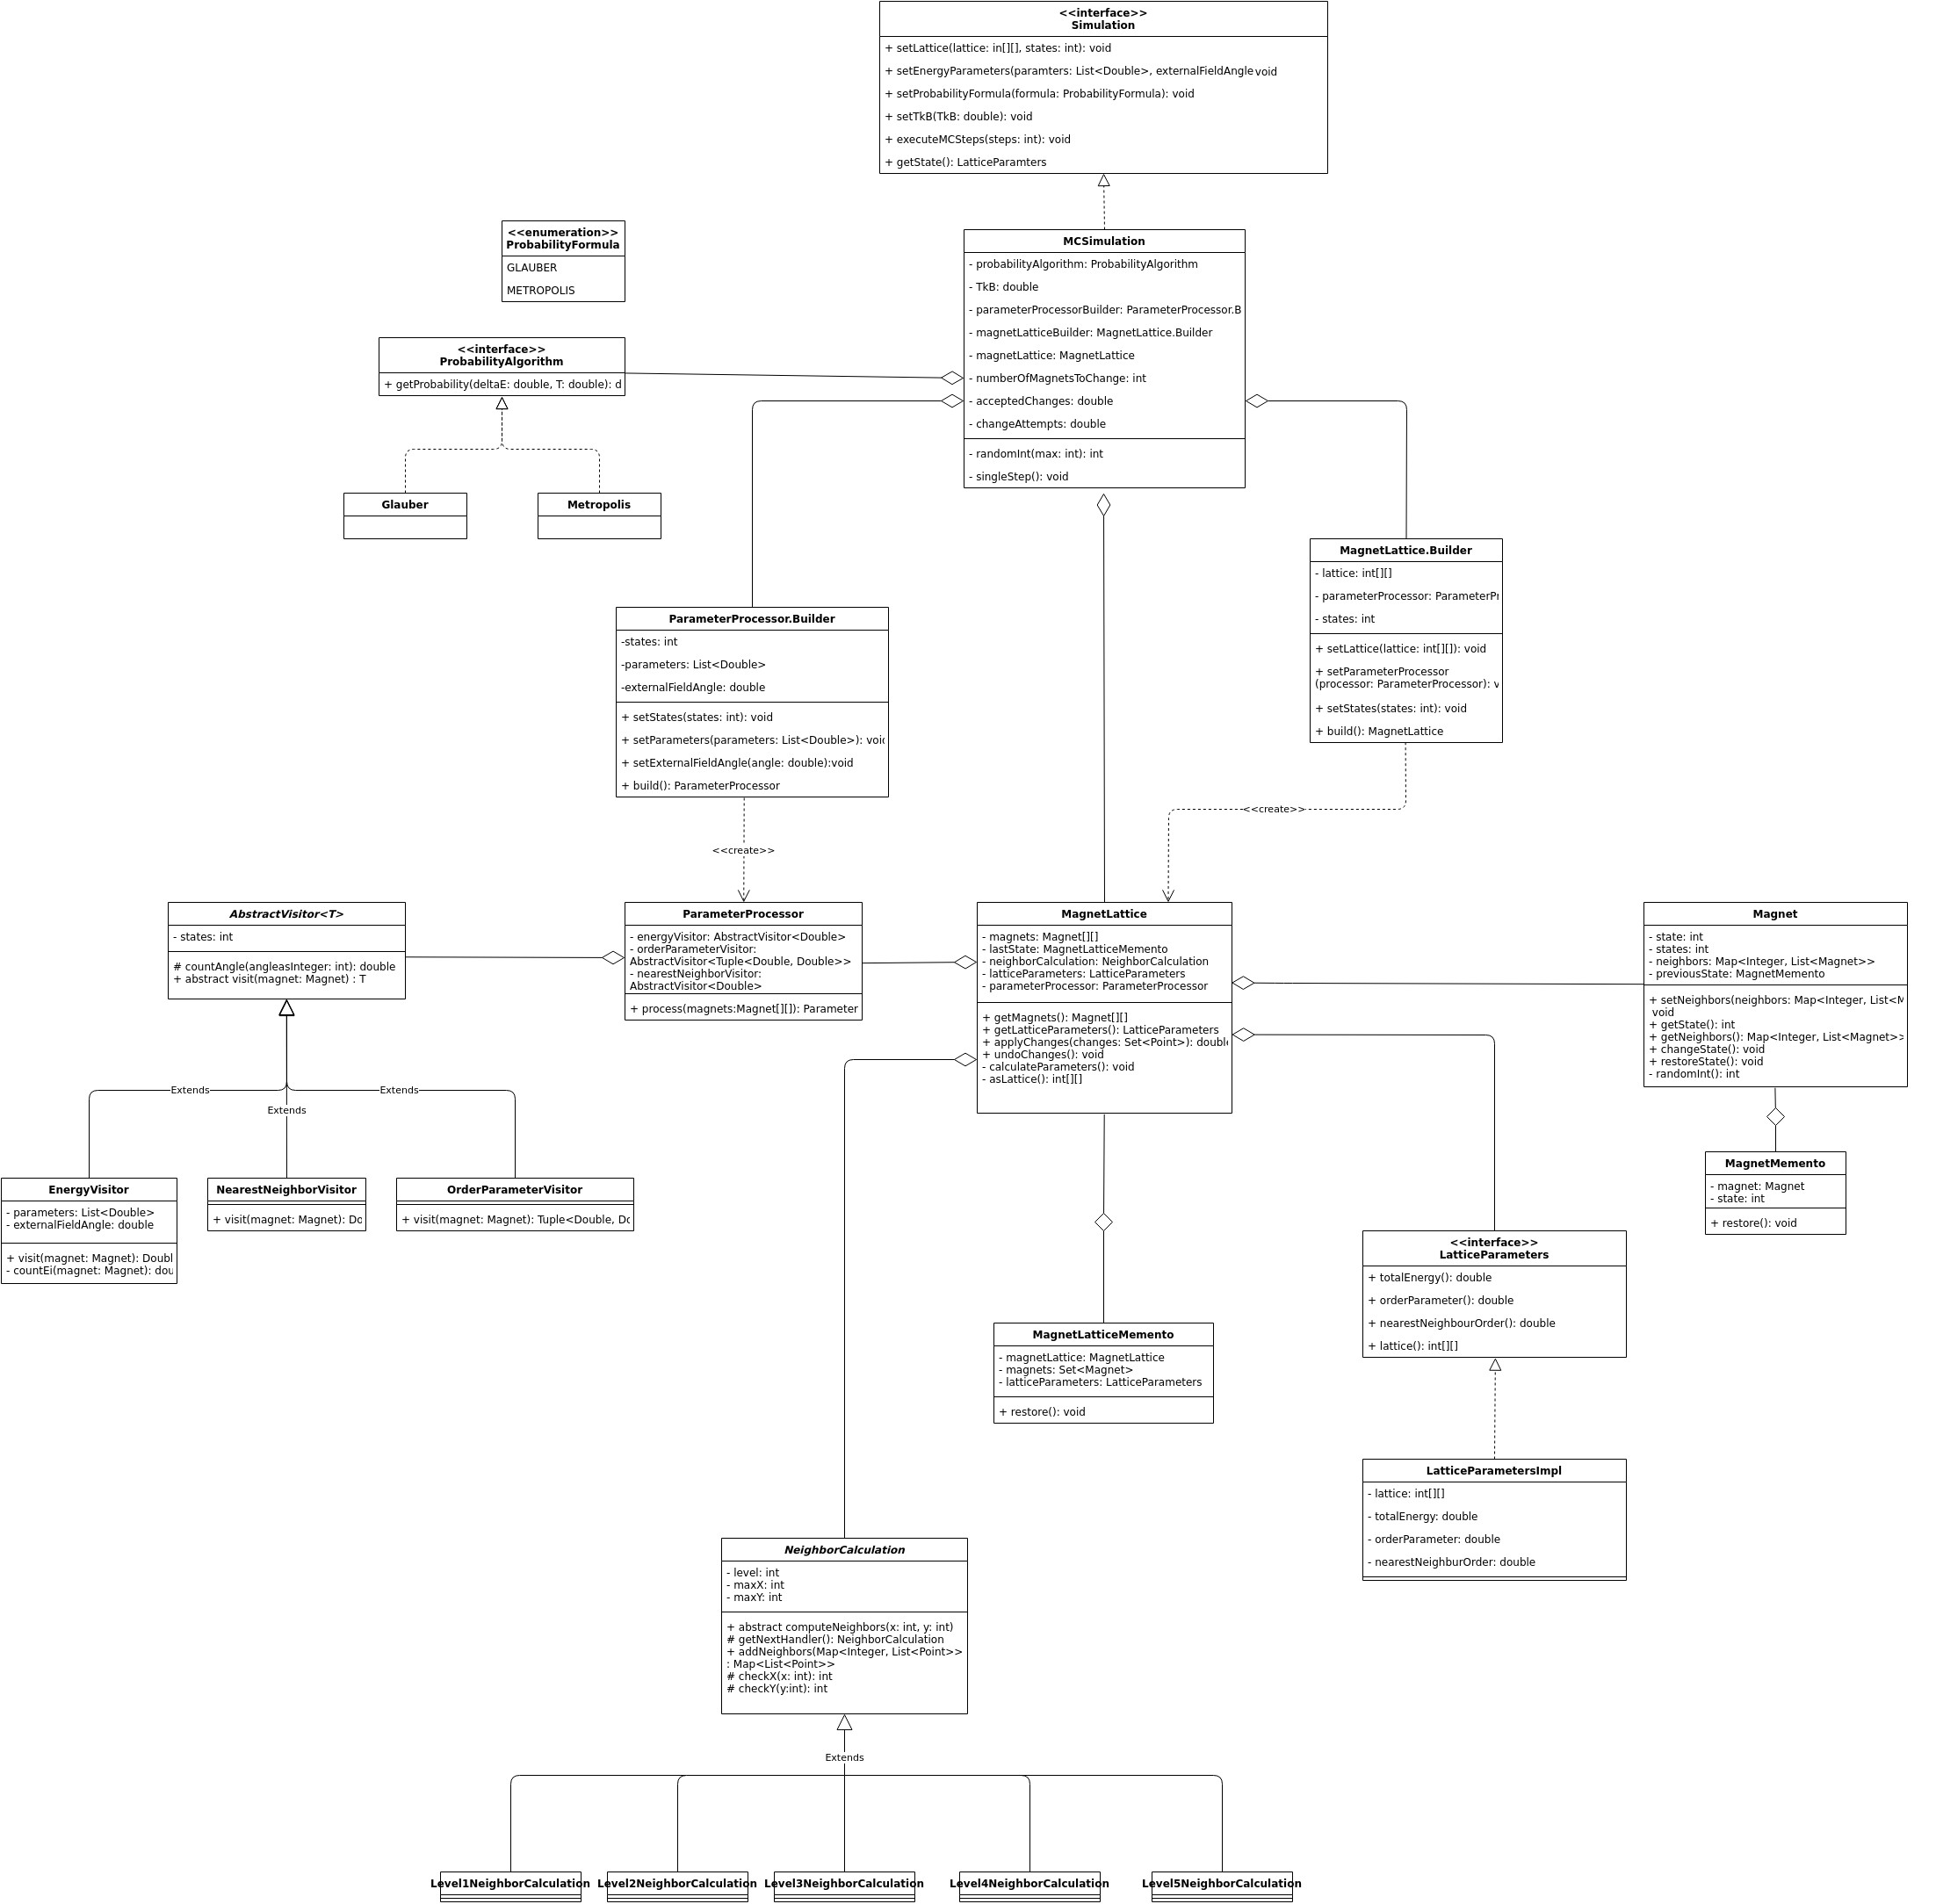 <<interface>>
Simulation
+ setLattice(lattice: in[][], states: int): void
+ setEnergyParameters(paramters: List<Double>, externalFieldAngle void
+ setProbabilityFormula(formula: ProbabilityFormula): void
+ setTkB(TkB: double): void
+ executeMCSteps(steps: int): void
+ getState(): LatticeParamters
<<enumeration>>
ProbabilityFormula
GLAUBER
METROPOLIS
MCSimulation
- probabilityAlgorithm: ProbabilityAlgorithm
- TkB: double
- parameterProcessorBuilder: ParameterProcessor.B
- magnetLatticeBuilder: MagnetLattice.Builder
- magnetLattice: MagnetLattice
- numberOfMagnetsToChange: int
- acceptedChanges: double
- changeAttempts: double
- randomInt(max: int): int
- singleStep(): void
<<interface>>
ProbabilityAlgorithm
+ getProbability(deltaE: double, T: double): d
Glauber
Metropolis
MagnetLattice.Builder
- lattice: int[][]
- parameterProcessor: ParameterPr
- states: int
+ setLattice(lattice: int[][]): void
+ setParameterProcessor
(processor: ParameterProcessor): v
+ setStates(states: int): void
+ build(): MagnetLattice
ParameterProcessor.Builder
-states: int
-parameters: List<Double>
-externalFieldAngle: double
+ setStates(states: int): void
+ setParameters(parameters: List<Double>): void
+ setExternalFieldAngle(angle: double):void
+ build(): ParameterProcessor
<<create>>
<<create>>
AbstractVisitor<T>
- states: int
# countAngle(angleasInteger: int): double
+ abstract visit(magnet: Magnet) : T
ParameterProcessor
- energyVisitor: AbstractVisitor<Double>
- orderParameterVisitor:
AbstractVisitor<Tuple<Double, Double>>
- nearestNeighborVisitor:
AbstractVisitor<Double>
+ process(magnets:Magnet[][]): Parameter
MagnetLattice
- magnets: Magnet[][]
- lastState: MagnetLatticeMemento
- neighborCalculation: NeighborCalculation
- latticeParameters: LatticeParameters
- parameterProcessor: ParameterProcessor
+ getMagnets(): Magnet[][]
+ getLatticeParameters(): LatticeParameters
+ applyChanges(changes: Set<Point>): double
+ undoChanges(): void
- calculateParameters(): void
- asLattice(): int[][]
Magnet
- state: int
- states: int
- neighbors: Map<Integer, List<Magnet>>
- previousState: MagnetMemento
+ setNeighbors(neighbors: Map<Integer, List<M
void
+ getState(): int
+ getNeighbors(): Map<Integer, List<Magnet>>
+ changeState(): void
+ restoreState(): void
- randomInt(): int
Extends
Extends
Extends
EnergyVisitor
- parameters: List<Double>
- externalFieldAngle: double
+ visit(magnet: Magnet): Doubl
- countEi(magnet: Magnet): dou
NearestNeighborVisitor
+ visit(magnet: Magnet): Do
OrderParameterVisitor
+ visit(magnet: Magnet): Tuple<Double, Do
MagnetMemento
- magnet: Magnet
- state: int
+ restore(): void
<<interface>>
LatticeParameters
+ totalEnergy(): double
+ orderParameter(): double
+ nearestNeighbourOrder(): double
+ lattice(): int[][]
MagnetLatticeMemento
- magnetLattice: MagnetLattice
- magnets: Set<Magnet>
- latticeParameters: LatticeParameters
+ restore(): void
LatticeParametersImpl
- lattice: int[][]
- totalEnergy: double
- orderParameter: double
- nearestNeighburOrder: double
NeighborCalculation
- level: int
- maxX: int
- maxY: int
+ abstract computeNeighbors(x: int, y: int)
# getNextHandler(): NeighborCalculation
+ addNeighbors(Map<Integer, List<Point>>
: Map<List<Point>>
# checkX(x: int): int
# checkY(y:int): int
Extends
Level1NeighborCalculation
Level2NeighborCalculation
Level3NeighborCalculation
Level4NeighborCalculation
Level5NeighborCalculation